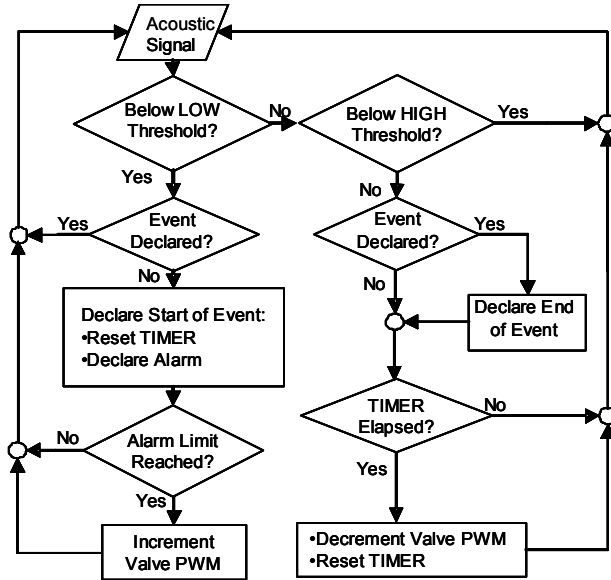 Acoustic
Signal
Below LOW
Threshold?
No
Below HIGH
Threshold?
Yes
Yes
No
Yes
Event
Declared?
Event
Declared?
Yes
No
No
Declare Start of Event:
•Reset TIMER
•Declare Alarm
Declare End
of Event
TIMER
Elapsed?
No
No
Alarm Limit
Reached?
Yes
Yes
Increment
Valve PWM
•Decrement Valve PWM
•Reset TIMER